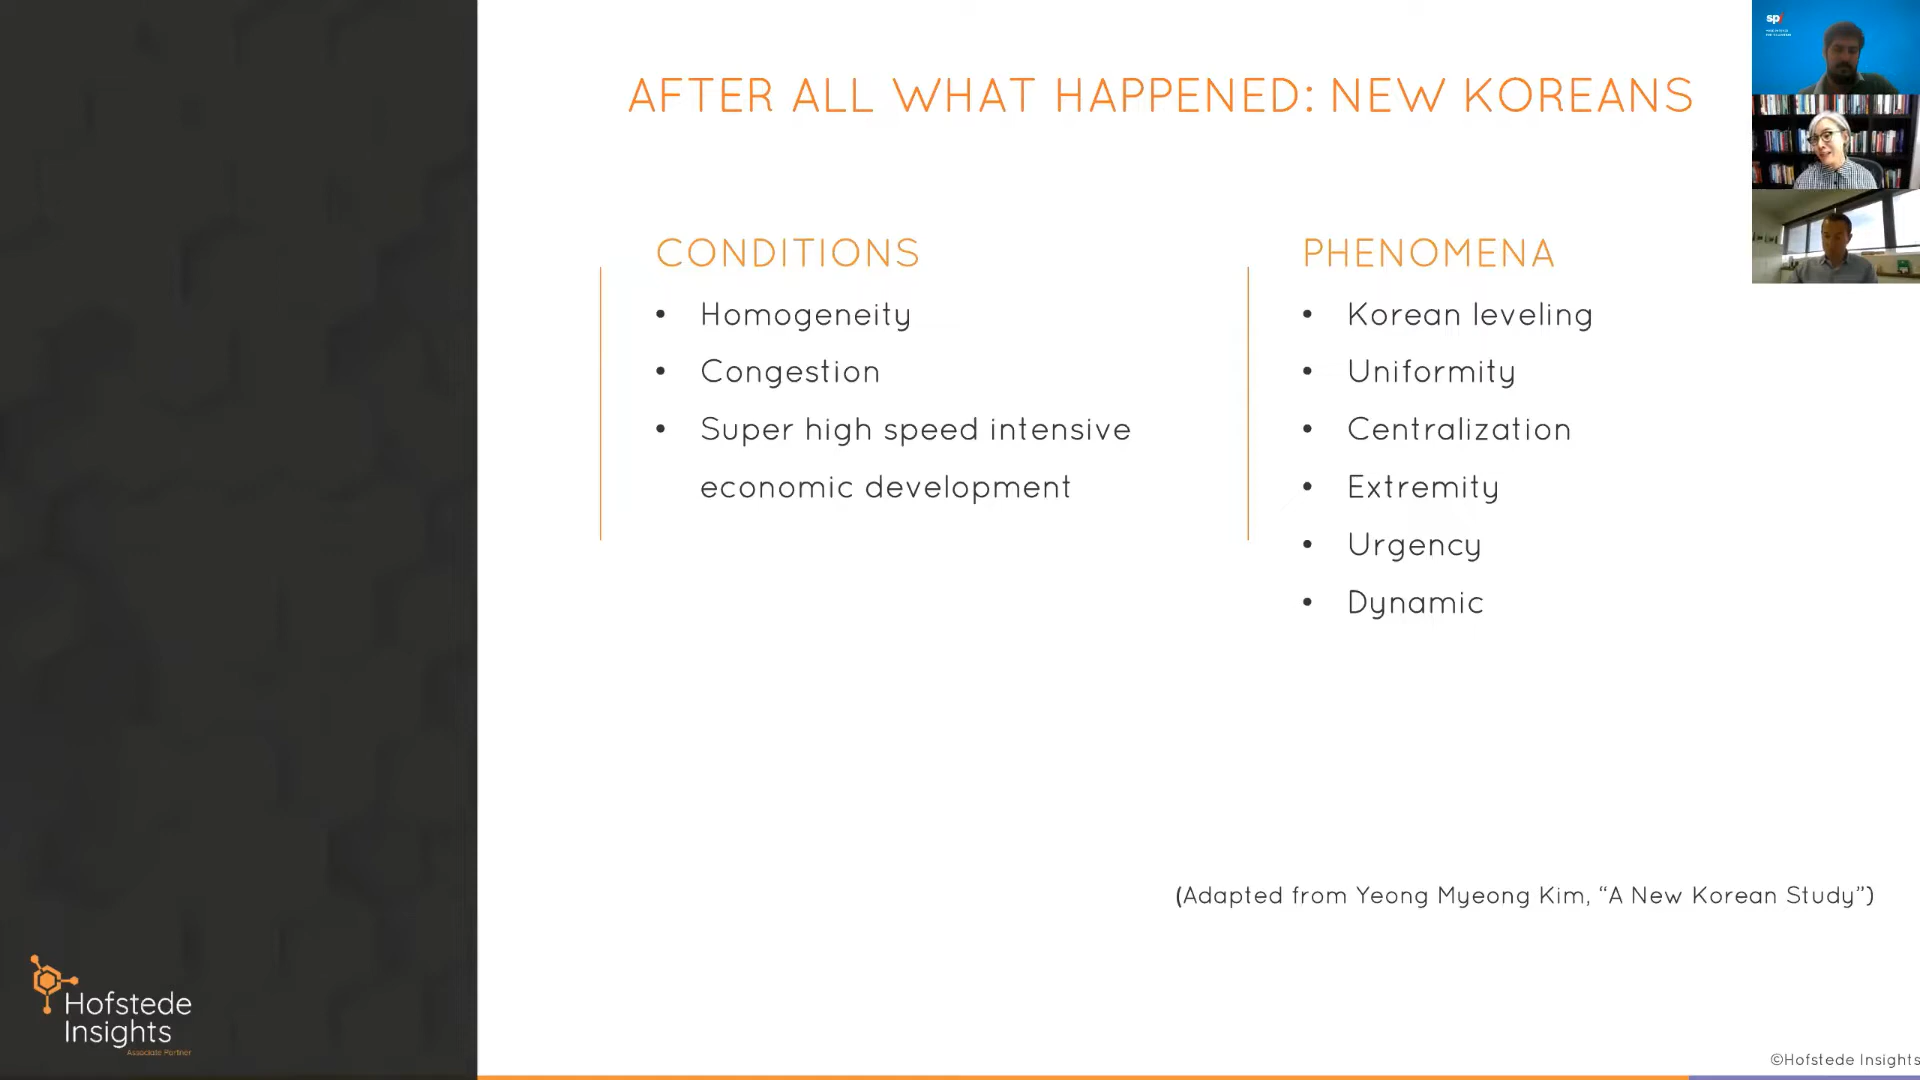 AFTER ALL WHAT HAPPENED: NEW KOREANS
CONDITIONS
• Homogeneity
• Congestion
• Super high speed intensive
economic development
PHENOMENA
• Korean leveling
• Uniformity
• Centralization
• Extremity
• Urgency
• Dynamic
(Adapted from Yeong Myeong Kim, “A New Korean Study”)
Hofstede
Insights
Associate Partner
©Hofstede Insights
spi